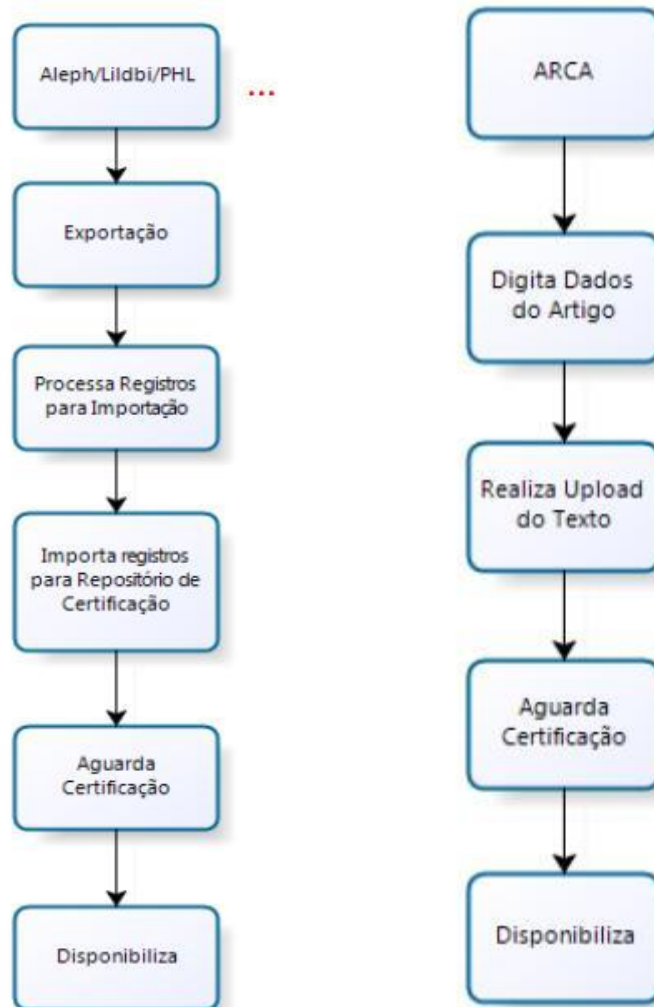 Aleph/Lildbi/PHL
...
Exportação
Processa Registros
para Importação
Importa registros
para Repositório de
Certificação
Aguarda
Certificação
Disponibiliza
ARCA
Digita Dados
do Artigo
Realiza Upload
do Texto
Aguarda
Certificação
Disponibiliza